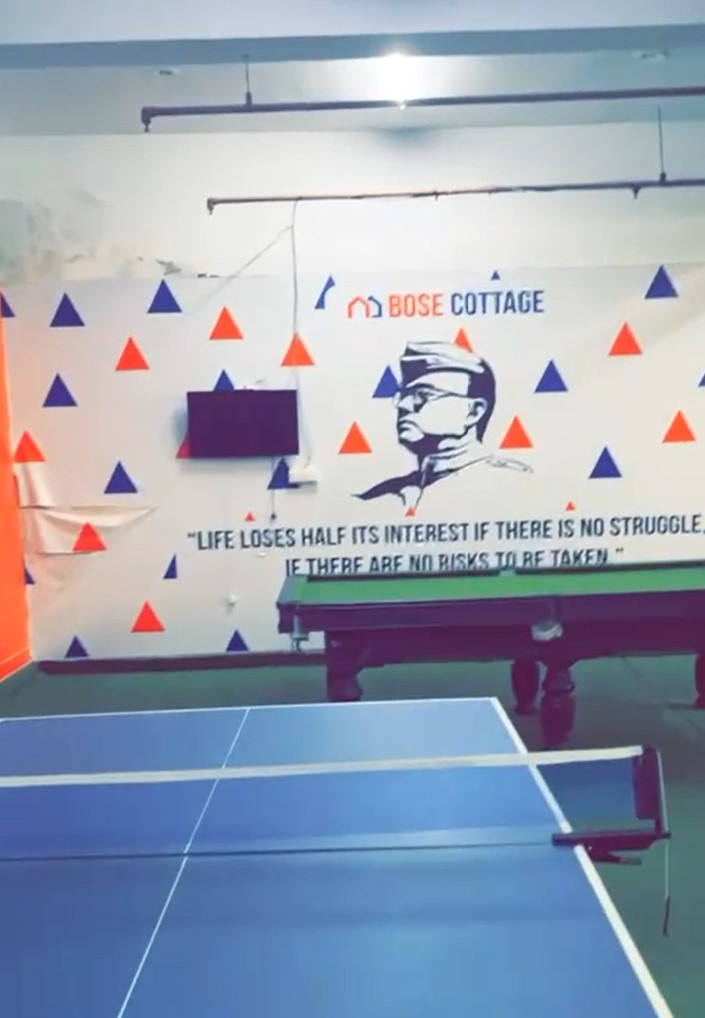 BOSE COTTAGE
"LIFE LOSES HALF ITS INTEREST IF THERE IS NO STRUGGLE,
IF THERE ARE NO RISKS TO BE TAKEN."